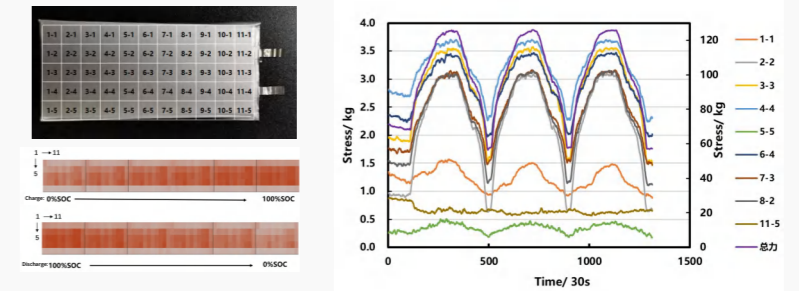 1-1 2-1 3-1 4-1 5-1 6-1 7-1 8-1 9-1 10-1 11-1
1-2 2-2 3-2 4-2 5-2 6-2 7-2 8-2 9-2 10-2 11-2
1-3 2-3 3-3 4-3 5-3 6-3 7-3 8-3 9-3 10-3 11-3
1-4 2-4 3-4 4-4 5-4 6-4 7-4 8-4 9-4 10-4 11-4
1-5 2-5 3-5 4-5 5-5 6-5 7-5 8-5 9-5 10-5 11-5
1 → 11
↓
5
Charge: 0%SOC → 100%SOC
1 → 11
↓
5
Discharge: 100%SOC → 0%SOC
Stress/ kg
4.0
3.5
3.0
2.5
2.0
1.5
1.0
0.5
0.0
0 500 1000 1500
Time/ 30s
120
100
80
60
40
20
0
Stress/ kg
1-1
2-2
3-3
4-4
5-5
6-4
7-3
8-2
11-5
总力